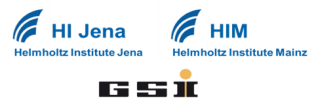 HI Jena
Helmholtz Institute Jena
HIM
Helmholtz Institute Mainz
GSI